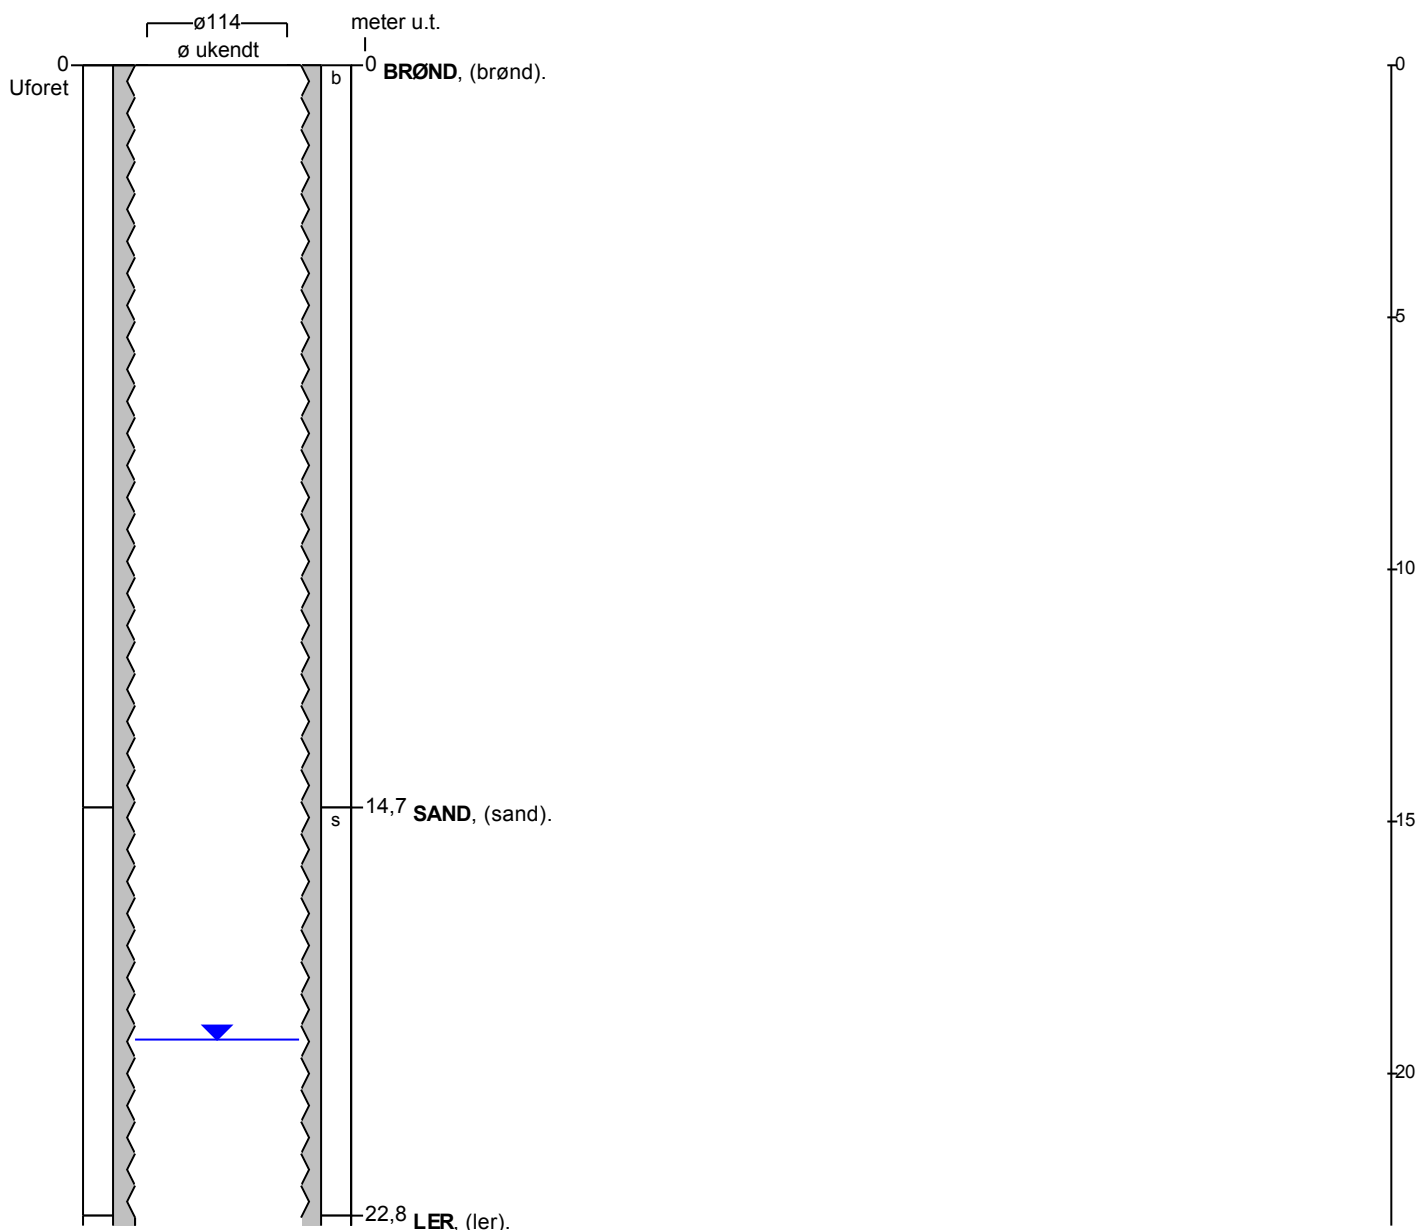 ø114 meter u.t.
ø ukendt
0 b 0 BRØND, (brønd). 0
Uforet
5
10
14,7 SAND, (sand).
s 15
20
22,8 LER, (ler).